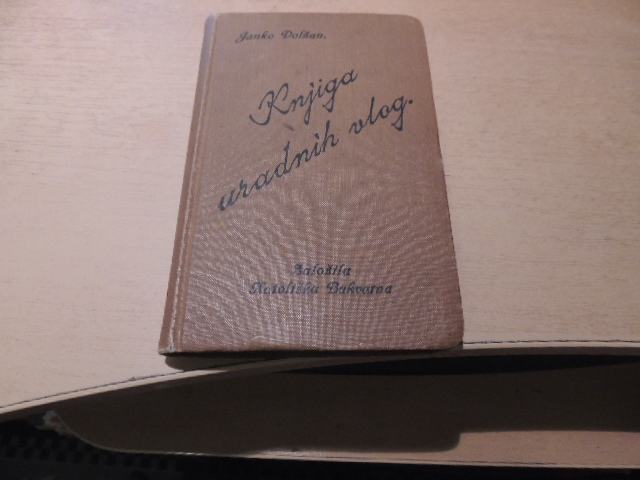 Janko Dolžan.
Knjiga
uradnih vlog.
Založila
Katoliška Bukvarna